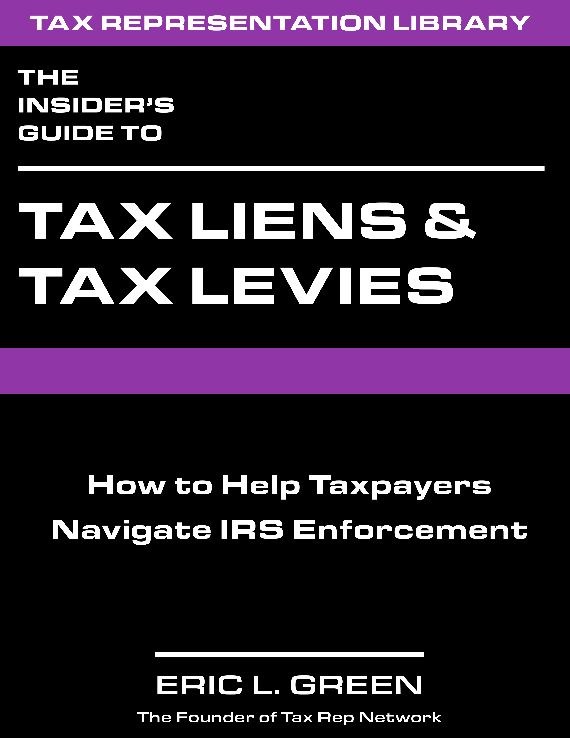 TAX REPRESENTATION LIBRARY
THE
INSIDER'S
GUIDE TO
TAX LIENS &
TAX LEVIES
How to Help Taxpayers
Navigate IRS Enforcement
ERIC L. GREEN
The Founder of Tax Rep Network